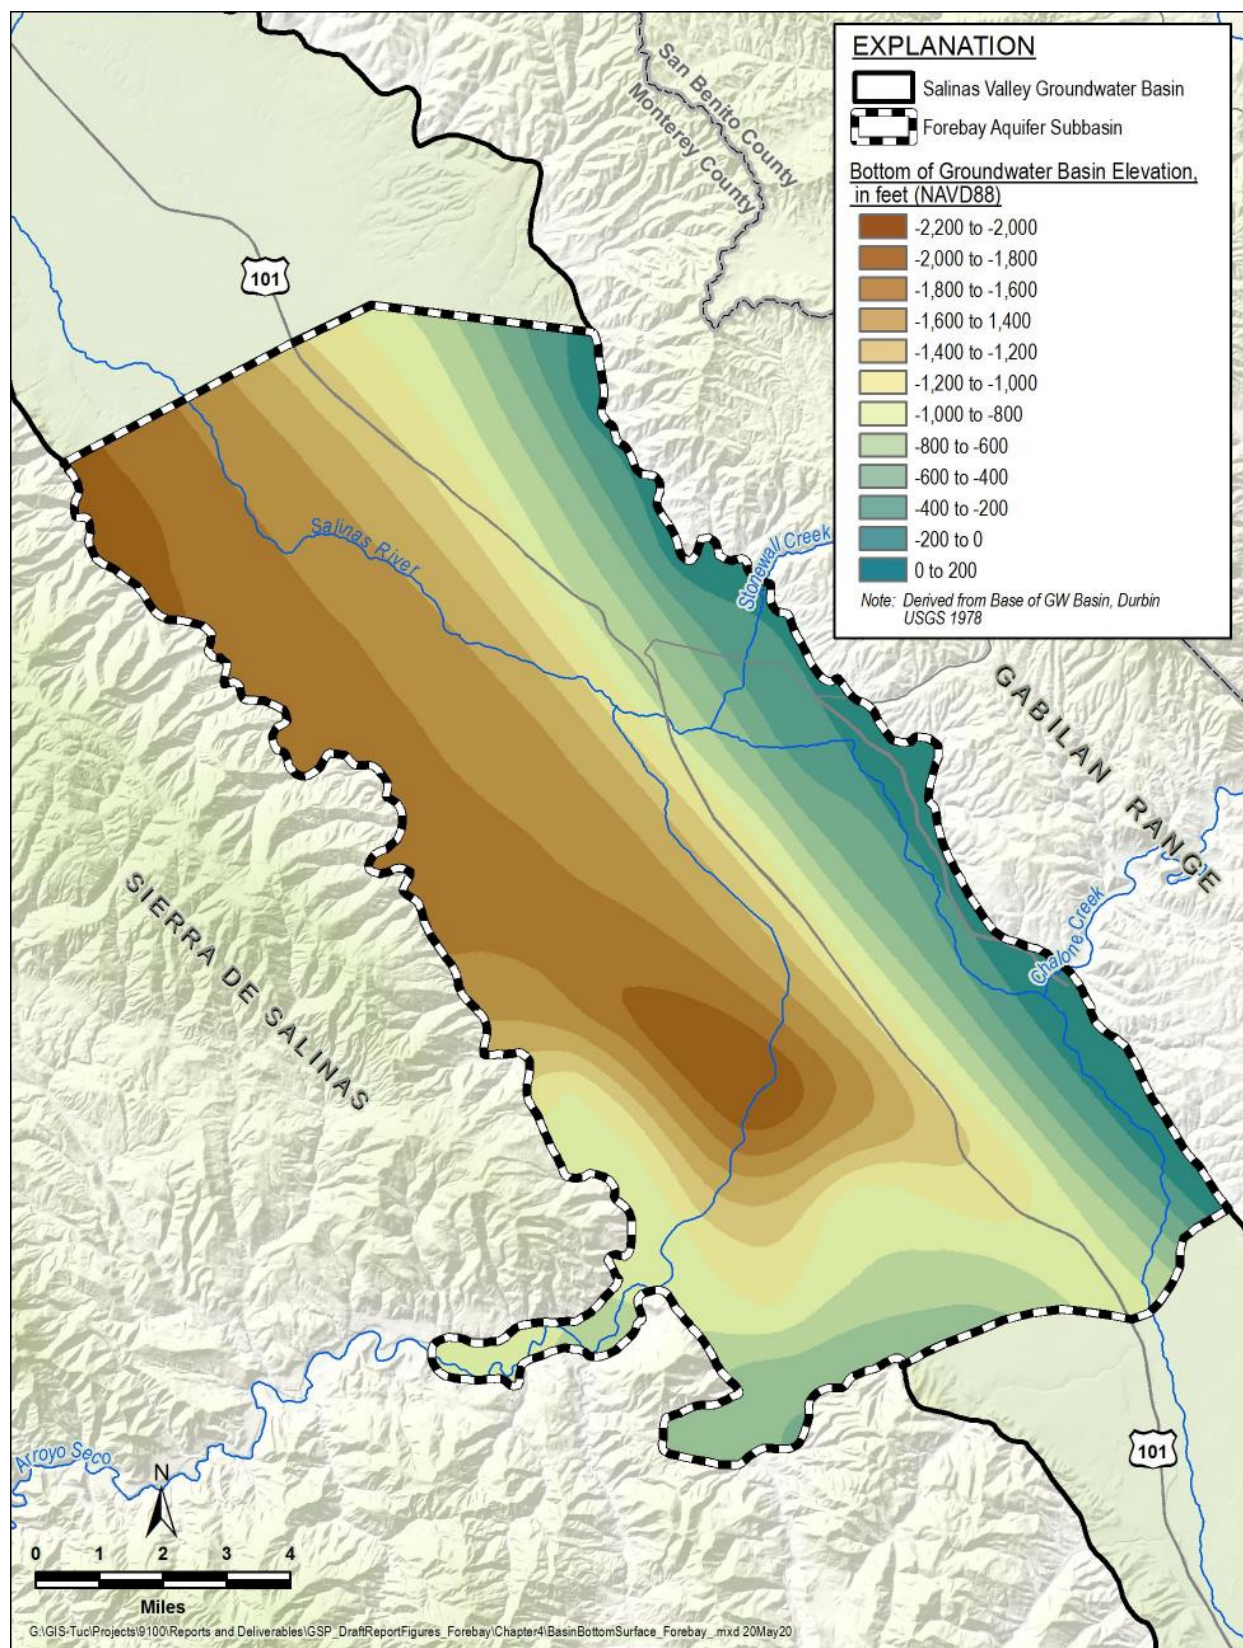 San Benito County
Monterey County
EXPLANATION
Salinas Valley Groundwater Basin
Forebay Aquifer Subbasin
Bottom of Groundwater Basin Elevation,
in feet (NAVD88)
-2,200 to -2,000
-2,000 to -1,800
-1,800 to -1,600
-1,600 to 1,400
-1,400 to -1,200
-1,200 to -1,000
-1,000 to -800
-800 to -600
-600 to -400
-400 to -200
-200 to 0
0 to 200
Note: Derived from Base of GW Basin, Durbin
USGS 1978
101
Salinas River
Stonewall Creek
GABILAN RANGE
SIERRA DE SALINAS
Chalone Creek
Arroyo Seco
101
N
0 1 2 3 4
Miles
G:\GIS-Tuc\Projects\9100\Reports and Deliverables\GSP_DraftReportFigures_Forebay\Chapter4\BasinBottomSurface_Forebay_.mxd 20May20